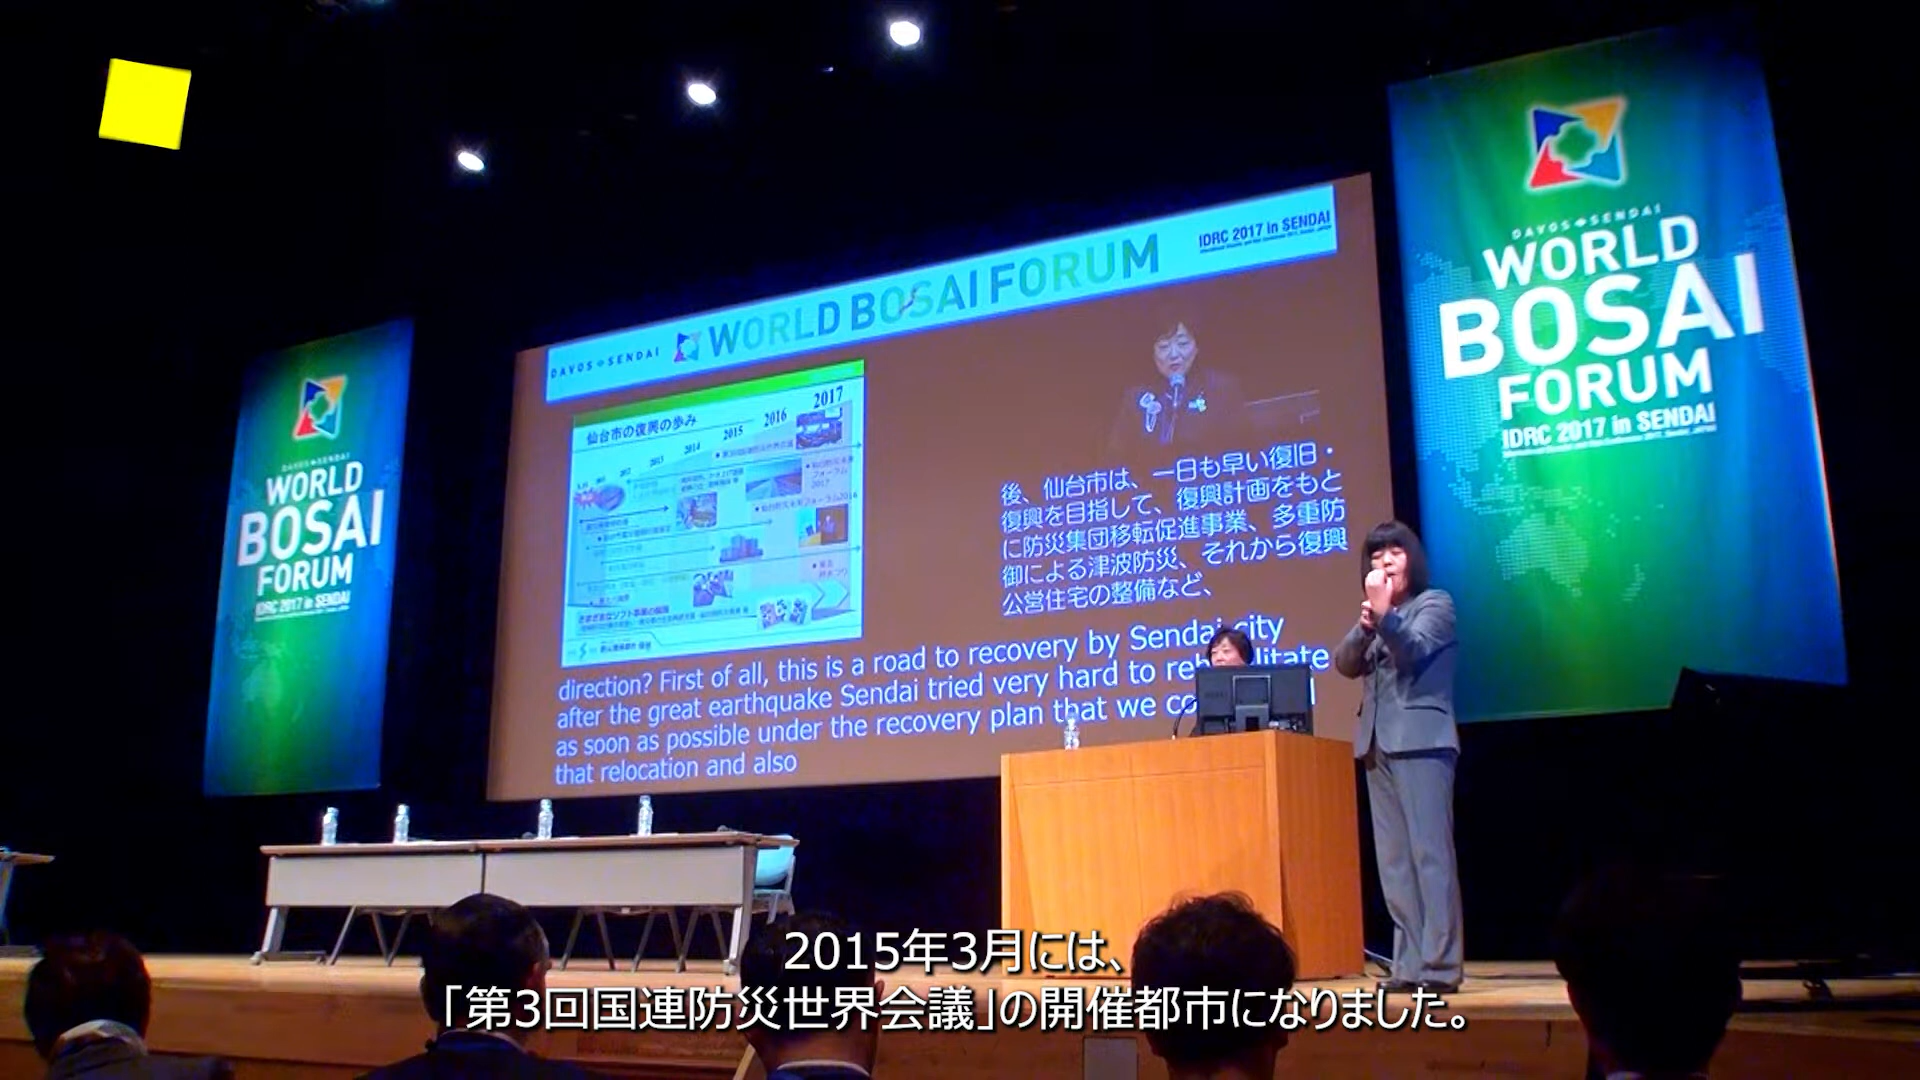 DAVOS SENDAI
WORLD
BOSAI
FORUM
IDRC 2017 in SENDAI
DAVOS SENDAI
WORLD BOSAI FORUM
IDRC 2017 in SENDAI
仙台市の復興の歩み
2013
2014
2015
2016
2017
後、仙台市は、一日も早い復旧・
復興を目指して、復興計画をもと
に防災集団移転促進事業、多重防
御による津波防災、それから復興
公営住宅の整備など、
direction? First of all, this is a road to recovery by Sendai city
after the great earthquake Sendai tried very hard to
as soon as possible under the recovery plan that we
that relocation and also
DAVOS SENDAI
WORLD
BOSAI
FORUM
IDRC 2017 in SENDAI
2015年3月には、
「第3回国連防災世界会議」の開催都市になりました。